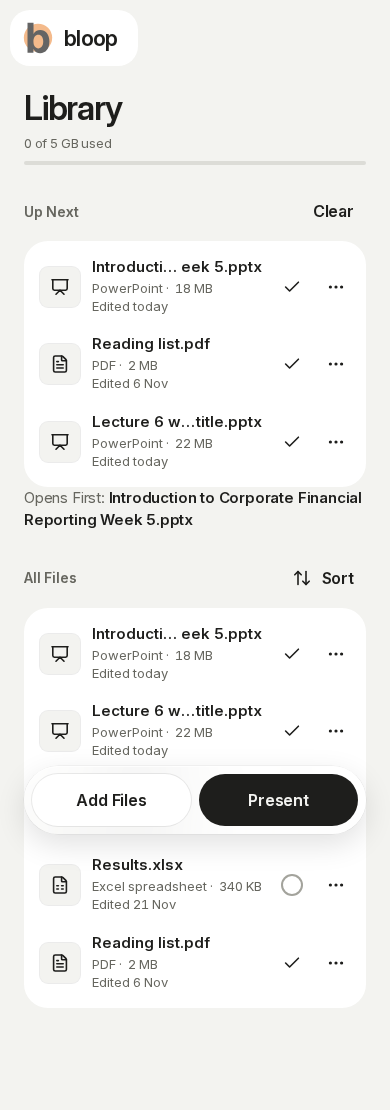 bloop
Library
0 of 5 GB used
Up Next
Clear
Introducti… eek 5.pptx
PowerPoint · 18 MB
Edited today
Reading list.pdf
PDF · 2 MB
Edited 6 Nov
Lecture 6 w…title.pptx
PowerPoint · 22 MB
Edited today
Opens First: Introduction to Corporate Financial
Reporting Week 5.pptx
All Files
Sort
Introducti… eek 5.pptx
PowerPoint · 18 MB
Edited today
Lecture 6 w…title.pptx
PowerPoint · 22 MB
Edited today
Add Files
Present
Results.xlsx
Excel spreadsheet · 340 KB
Edited 21 Nov
Reading list.pdf
PDF · 2 MB
Edited 6 Nov